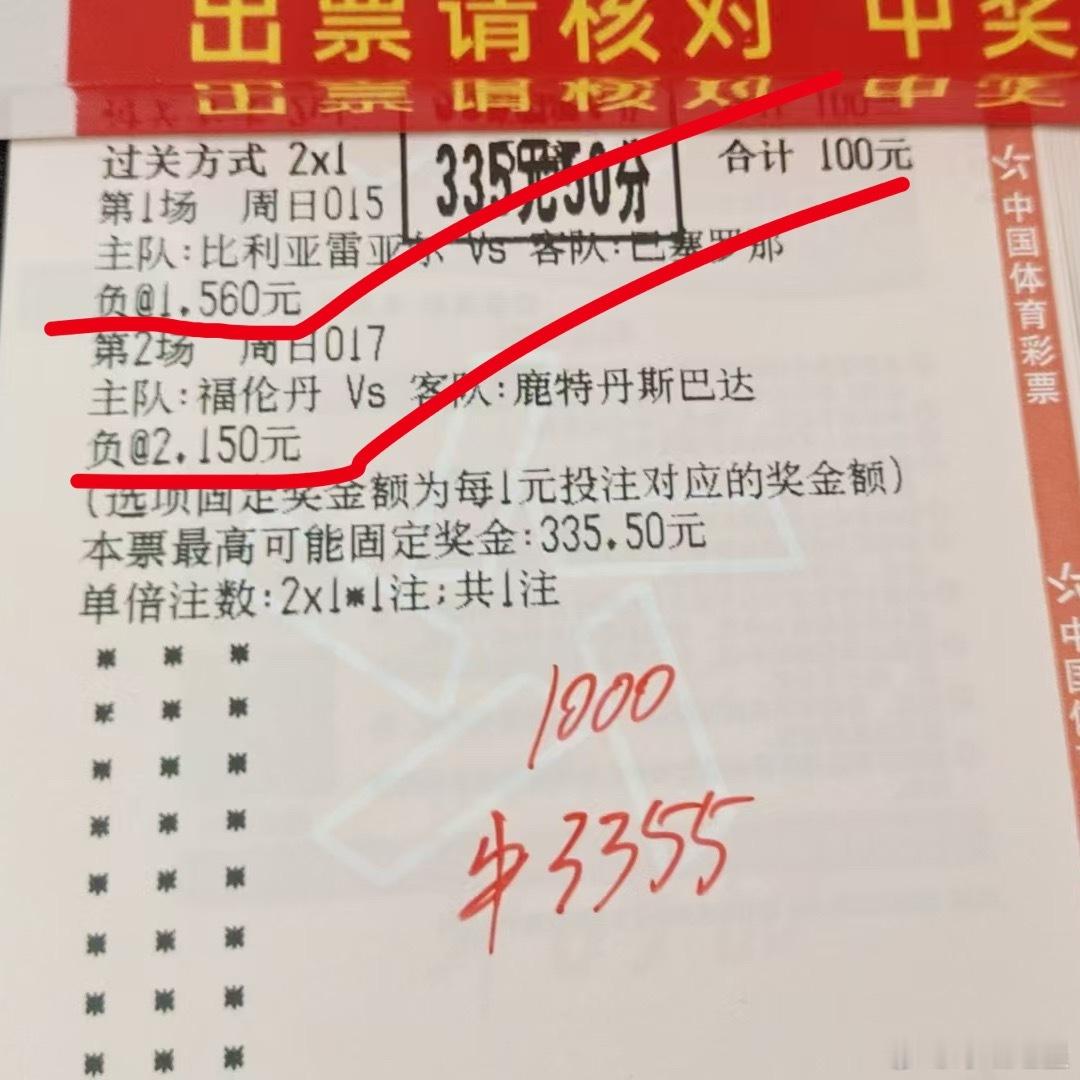 出票请核对 中奖
出票请核对 中奖
过关方式 2x1
335元50分
合计 100元
第1场 周日015
主队:比利亚雷亚尔 Vs 客队:巴塞罗那
负@1.560元
第2场 周日017
主队:福伦丹 Vs 客队:鹿特丹斯巴达
负@2.150元
(选项固定奖金额为每1元投注对应的奖金额)
本票最高可能固定奖金:335.50元
单倍注数:2x1*1注;共1注
1000
中3355
中国体育彩票
中国体